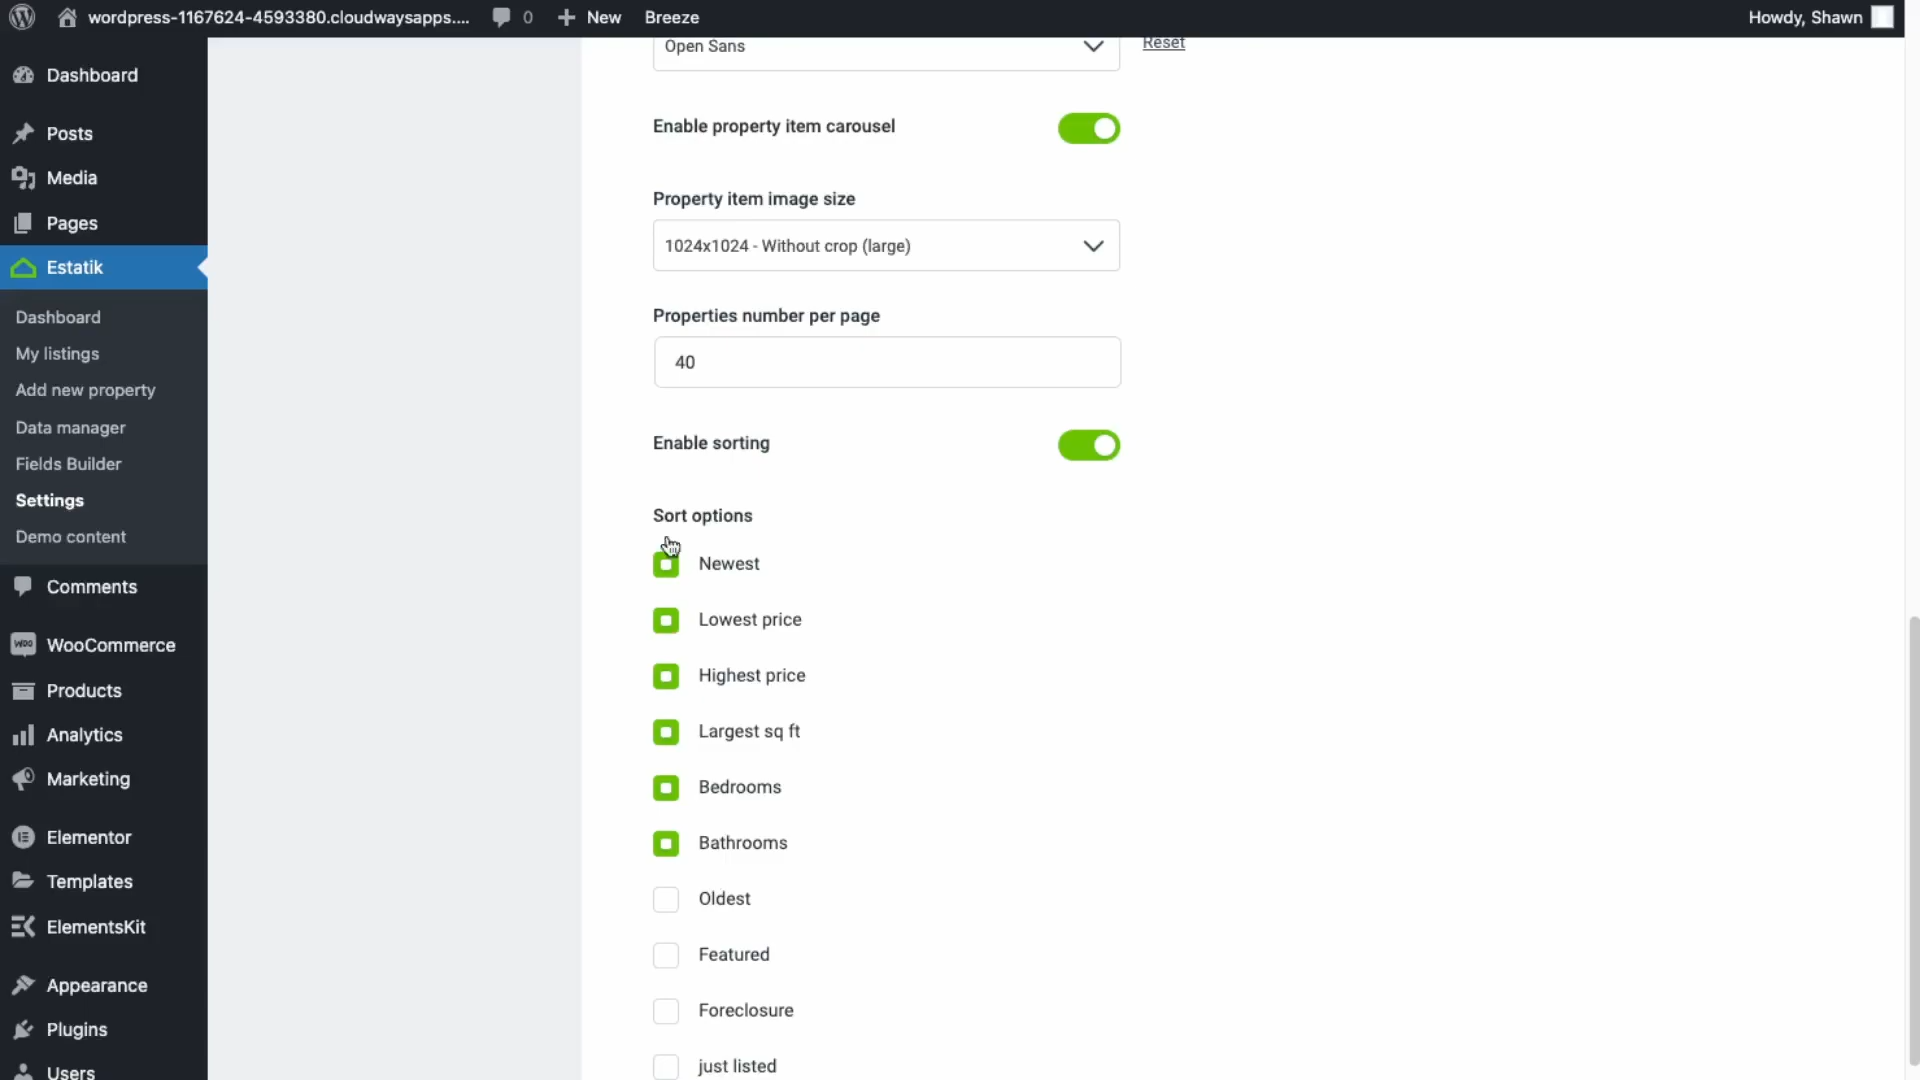 wordpress-1167624-4593380.cloudwaysapps....
0
New
Breeze
Howdy, Shawn
Dashboard
Posts
Media
Pages
Estatik
Dashboard
My listings
Add new property
Data manager
Fields Builder
Settings
Demo content
Comments
WooCommerce
Products
Analytics
Marketing
Elementor
Templates
ElementsKit
Appearance
Plugins
Users
Open Sans
Reset
Enable property item carousel
Property item image size
1024x1024 - Without crop (large)
Properties number per page
40
Enable sorting
Sort options
Newest
Lowest price
Highest price
Largest sq ft
Bedrooms
Bathrooms
Oldest
Featured
Foreclosure
just listed